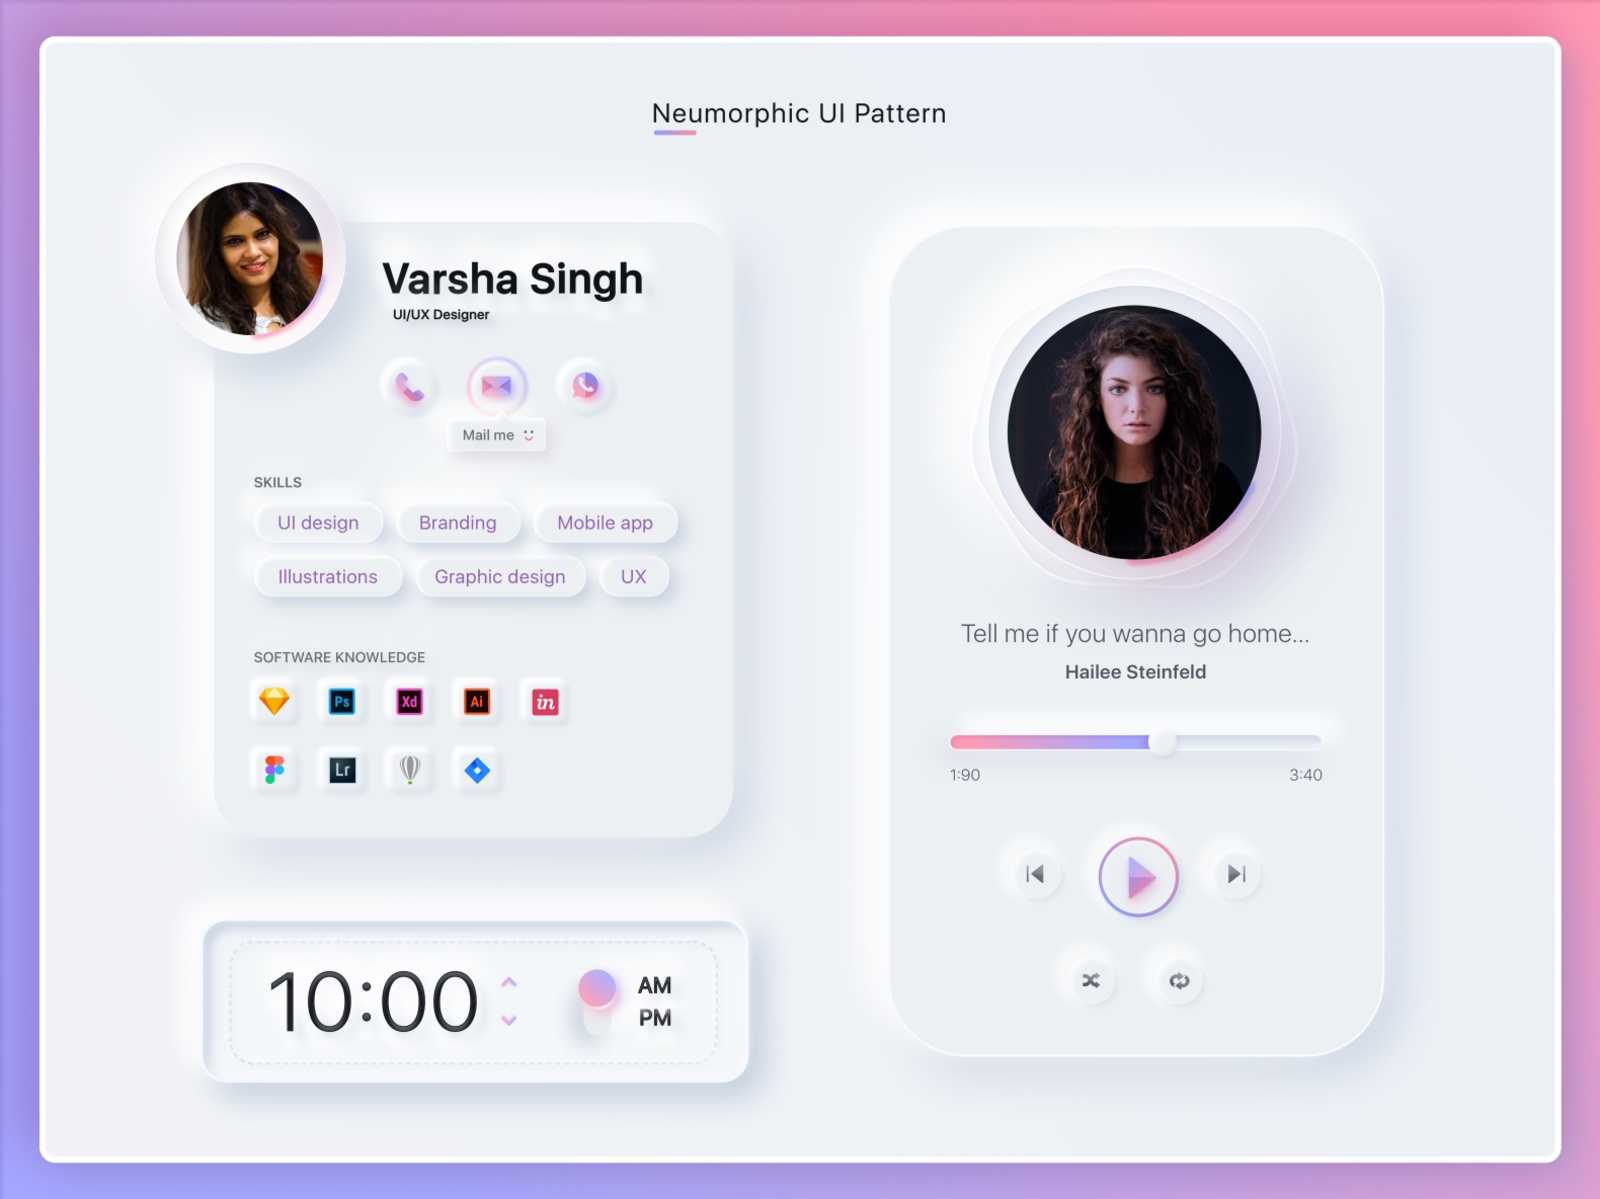 Neumorphic UI Pattern
Varsha Singh
UI/UX Designer
Mail me
SKILLS
UI design
Branding
Mobile app
Illustrations
Graphic design
UX
SOFTWARE KNOWLEDGE
Ps
Xd
Ai
in
Lr
10:00
AM
PM
Tell me if you wanna go home...
Hailee Steinfeld
1:90
3:40